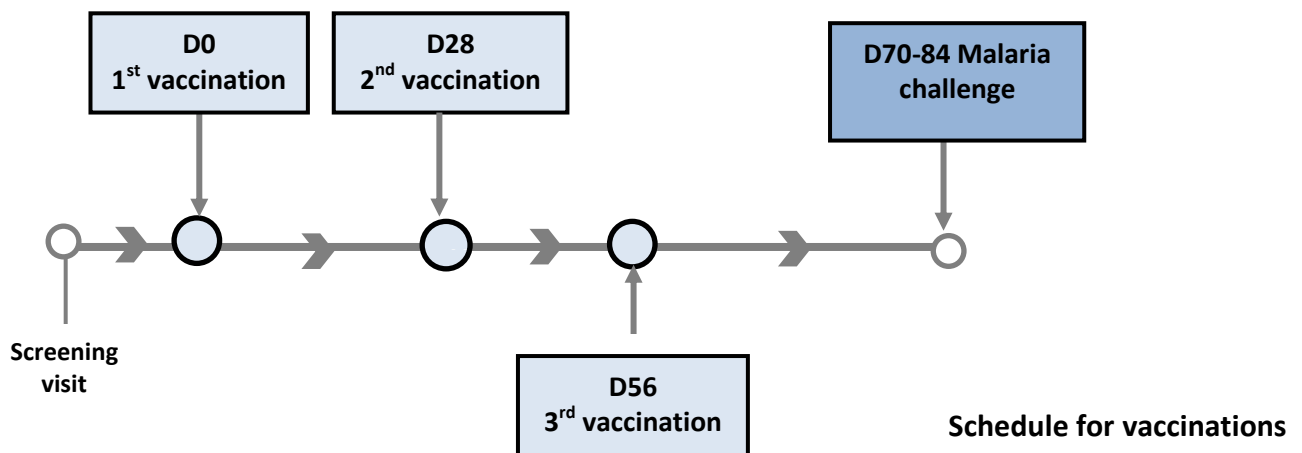 D0
1st vaccination
D28
2nd vaccination
D70-84 Malaria
challenge
Screening
visit
D56
3rd vaccination
Schedule for vaccinations